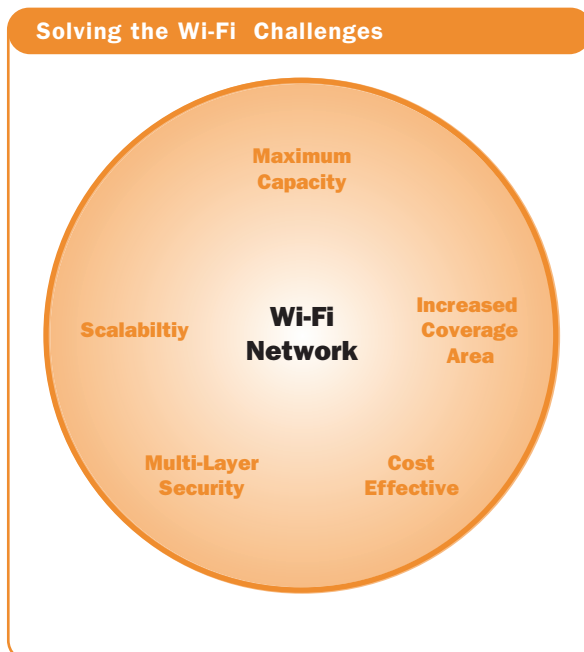 Solving the Wi-Fi Challenges
Maximum
Capacity
Increased
Coverage
Area
Cost
Effective
Multi-Layer
Security
Scalabiltiy
Wi-Fi
Network